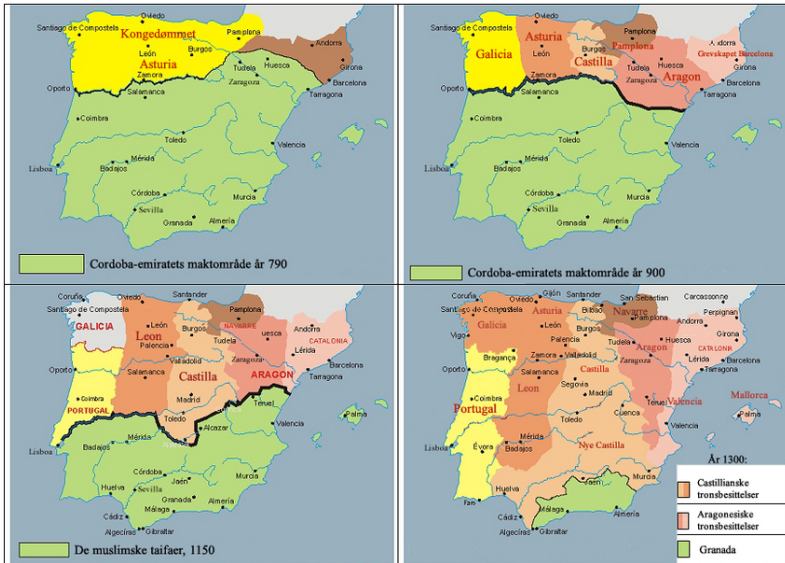 Santiago de Compostela
Oviedo
Kongedømmet
Pamplona
León
Burgos
Andorra
Asturia
Zamora
Tudela
Huesca
Girona
Zaragoza
Barcelona
Oporto
Salamanca
Tarragona
Coimbra
Toledo
Valencia
Lisboa
Mérida
Badajos
Córdoba
Murcia
Sevilla
Granada
Almería
Cordoba-emiratets maktområde år 790
Santiago de Compostela
Oviedo
Asturia
Pamplona
Pamplona
Galicia
León
Burgos
Castilla
Andorra
Grevskapet Barcelona
Zamora
Tudela
Huesca
Girona
Zaragoza
Aragon
Barcelona
Oporto
Salamanca
Tarragona
Coimbra
Toledo
Valencia
Lisboa
Mérida
Badajos
Córdoba
Murcia
Sevilla
Granada
Almería
Cordoba-emiratets maktområde år 900
Coruña
Oviedo
Santander
Santiago de Compostela
Pamplona
GALICIA
León
Leon
Burgos
NAVARRE
uesca
Andorra
CATALONIA
Palencia
Tudela
Lérida
Valladolid
Zaragoza
Barcelona
Oporto
Salamanca
Castilla
ARAGON
Tarragona
Coimbra
Madrid
Teruel
PORTUGAL
Toledo
Palma
Alcazar
Valencia
Lisboa
Badajos
Mérida
Córdoba
Murcia
Huelva
Sevilla
Jaén
Granada
Cádiz
Málaga
Almería
Algecíras
Gibraltar
De muslimske taifaer, 1150
Coruña
Gijón
Santander
San Sebastian
Carcassonne
Santiago de Compostela
Oviedo
Asturia
Bilbao
Navarre
Pamplona
Perpignan
Vigo
Galicia
León
Burgos
Andorra
Palencia
Tudela
Huesca
Girona
Aragon
CATALONIA
Bragança
Zamora
Valladolid
Zaragoza
Lérida
Barcelona
Oporto
Castilla
Tarragona
Salamanca
Leon
Segovia
Coimbra
Madrid
Teruel
Valencia
Mallorca
Portugal
Toledo
Cuenca
Palma
Valencia
Lisboa
Évora
Mérida
Badajos
Nye Castilla
Murcia
Huelva
Jaén
Farí
Cádiz
Málaga
Almería
Algecíras
Gibraltar
År 1300:
Castillianske
tronsbesittelser
Aragonesiske
tronsbesittelser
Granada